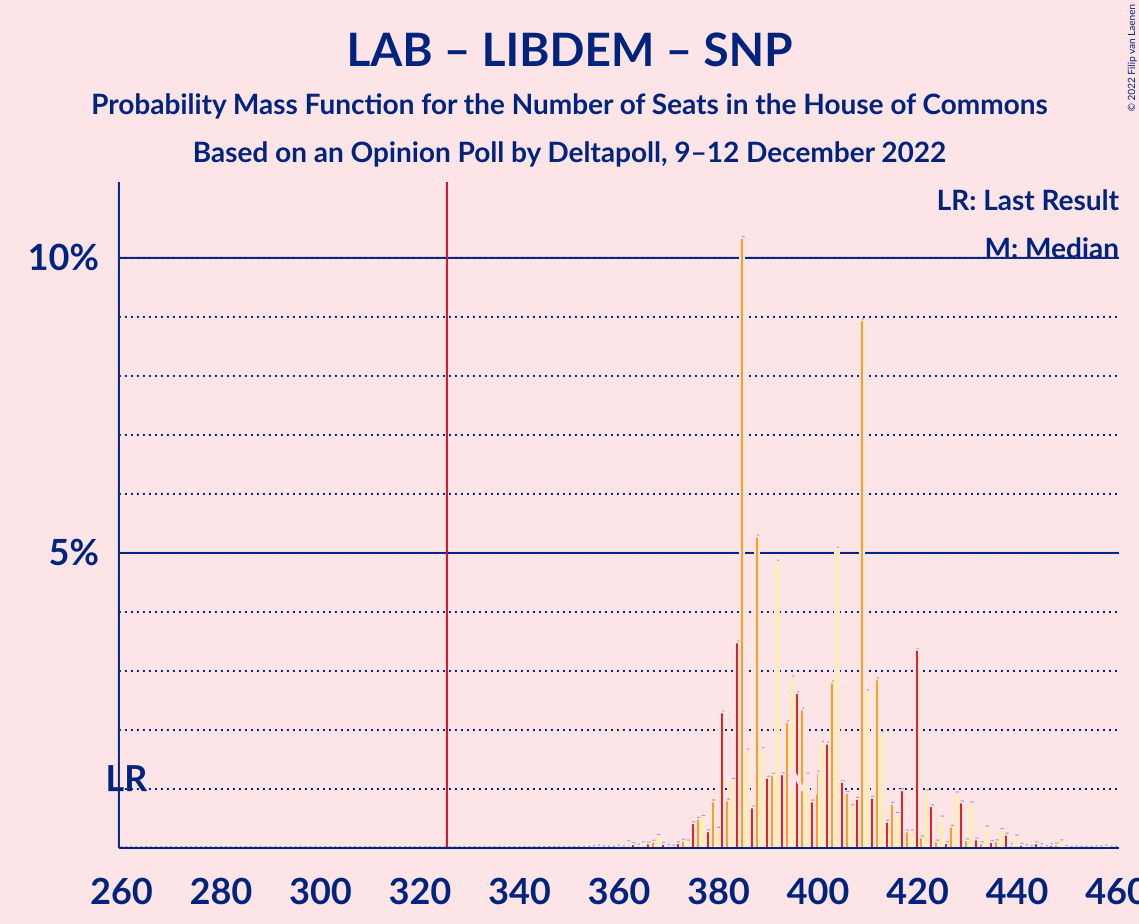 LAB – LIBDEM – SNP
Probability Mass Function for the Number of Seats in the House of Commons
Based on an Opinion Poll by Deltapoll, 9–12 December 2022
© 2022 Filip van Laenen
LR: Last Result
M: Median
10%
5%
LR
260 280 300 320 340 360 380 400 420 440 460